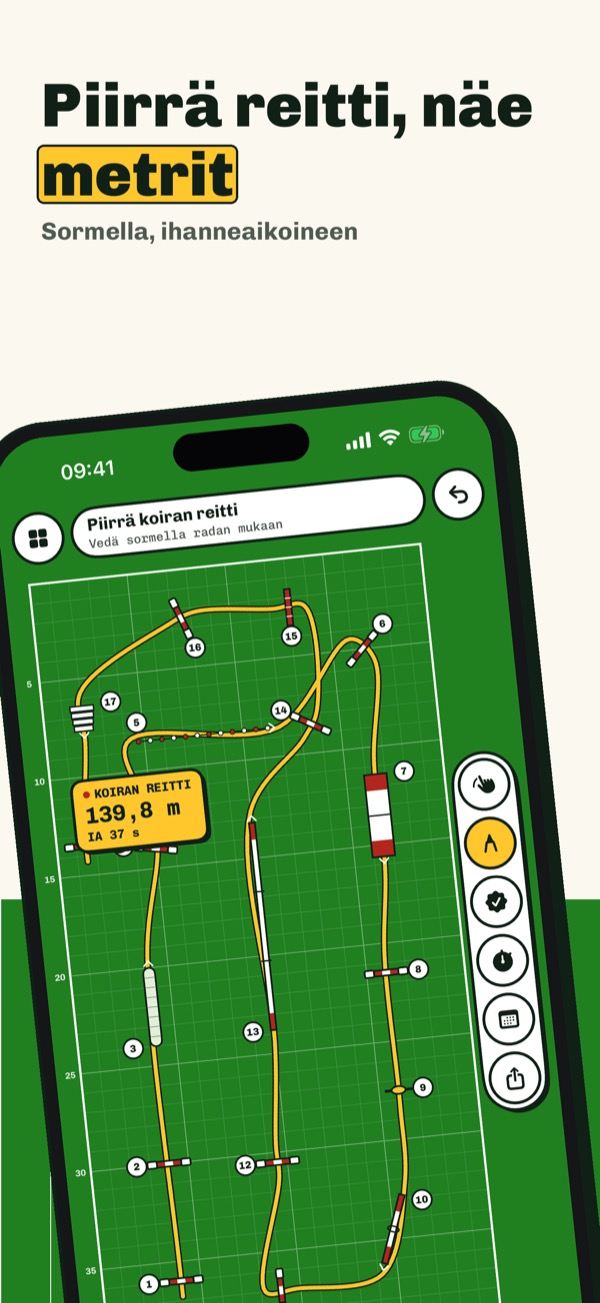 Piirrä reitti, näe
metrit
Sormella, ihanneaikoineen
09:41
Piirrä koiran reitti
Vedä sormella radan mukaan
6
15
16
17
14
5
5
7
10
KOIRAN REITTI
139,8 m
IA 37 s
15
8
20
13
3
9
25
12
2
30
10
1
35